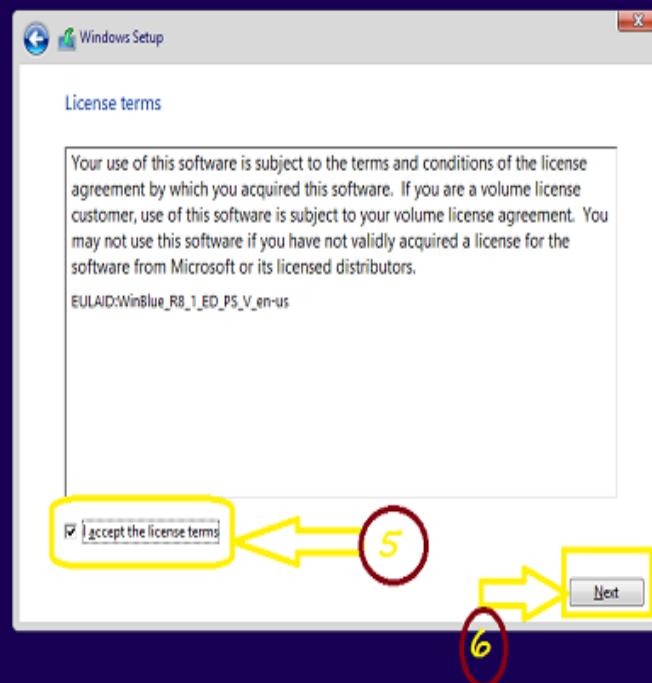 Windows Setup
License terms
Your use of this software is subject to the terms and conditions of the license
agreement by which you acquired this software.  If you are a volume license
customer, use of this software is subject to your volume license agreement.  You
may not use this software if you have not validly acquired a license for the
software from Microsoft or its licensed distributors.
EULAID:WinBlue_R8_1_ED_PS_V_en-us
I accept the license terms
5
Next
6